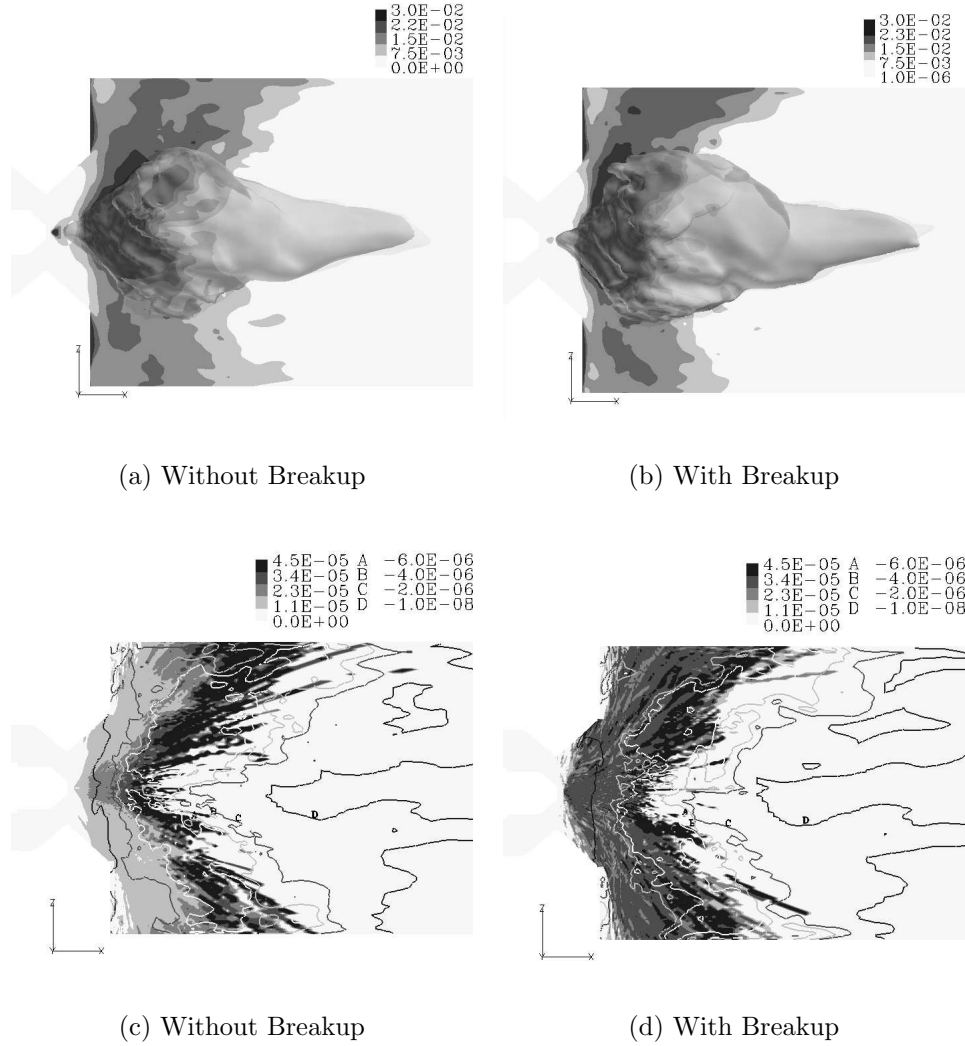 3.0E-02
2.2E-02
1.5E-02
7.5E-03
0.0E+00
3.0E-02
2.3E-02
1.5E-02
7.5E-03
1.0E-06
Z
Y X
Z
Y X
(a) Without Breakup
(b) With Breakup
4.5E-05 A -6.0E-06
3.4E-05 B -4.0E-06
2.3E-05 C -2.0E-06
1.1E-05 D -1.0E-08
0.0E+00
4.5E-05 A -6.0E-06
3.4E-05 B -4.0E-06
2.3E-05 C -2.0E-06
1.1E-05 D -1.0E-08
0.0E+00
B C D
A B C D
Z
Y X
Z
Y X
(c) Without Breakup
(d) With Breakup